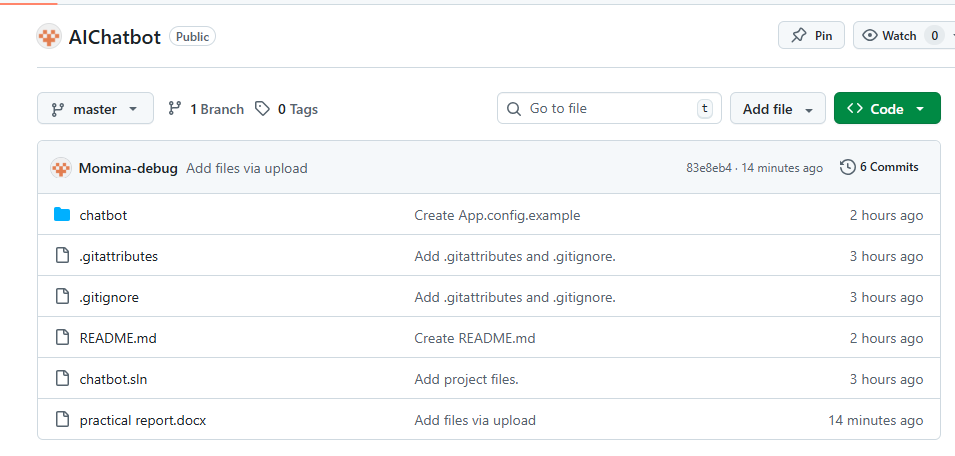 AIChatbot Public Pin Watch 0
master 1 Branch 0 Tags Go to file t Add file Code
Momina-debug Add files via upload 83e8eb4 · 14 minutes ago 6 Commits
chatbot Create App.config.example 2 hours ago
.gitattributes Add .gitattributes and .gitignore. 3 hours ago
.gitignore Add .gitattributes and .gitignore. 3 hours ago
README.md Create README.md 2 hours ago
chatbot.sln Add project files. 3 hours ago
practical report.docx Add files via upload 14 minutes ago